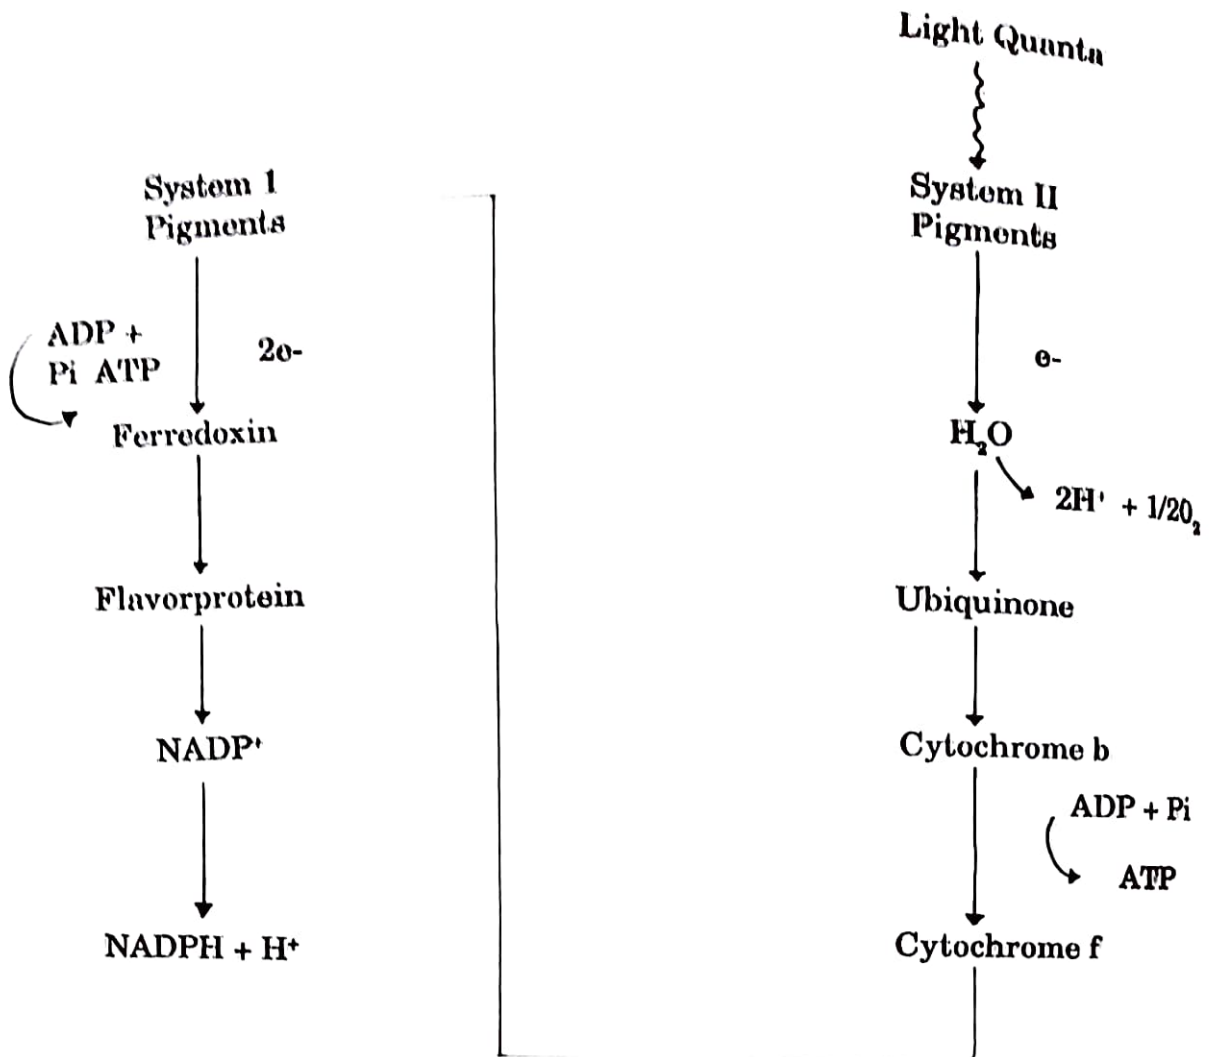 Light Quanta
System 1
Pigments
ADP +
Pi ATP
2e-
Ferredoxin
Flavorprotein
NADP⁺
NADPH + H⁺
System II
Pigments
e-
H₂O
2H⁺ + 1/2O₂
Ubiquinone
Cytochrome b
ADP + Pi
ATP
Cytochrome f